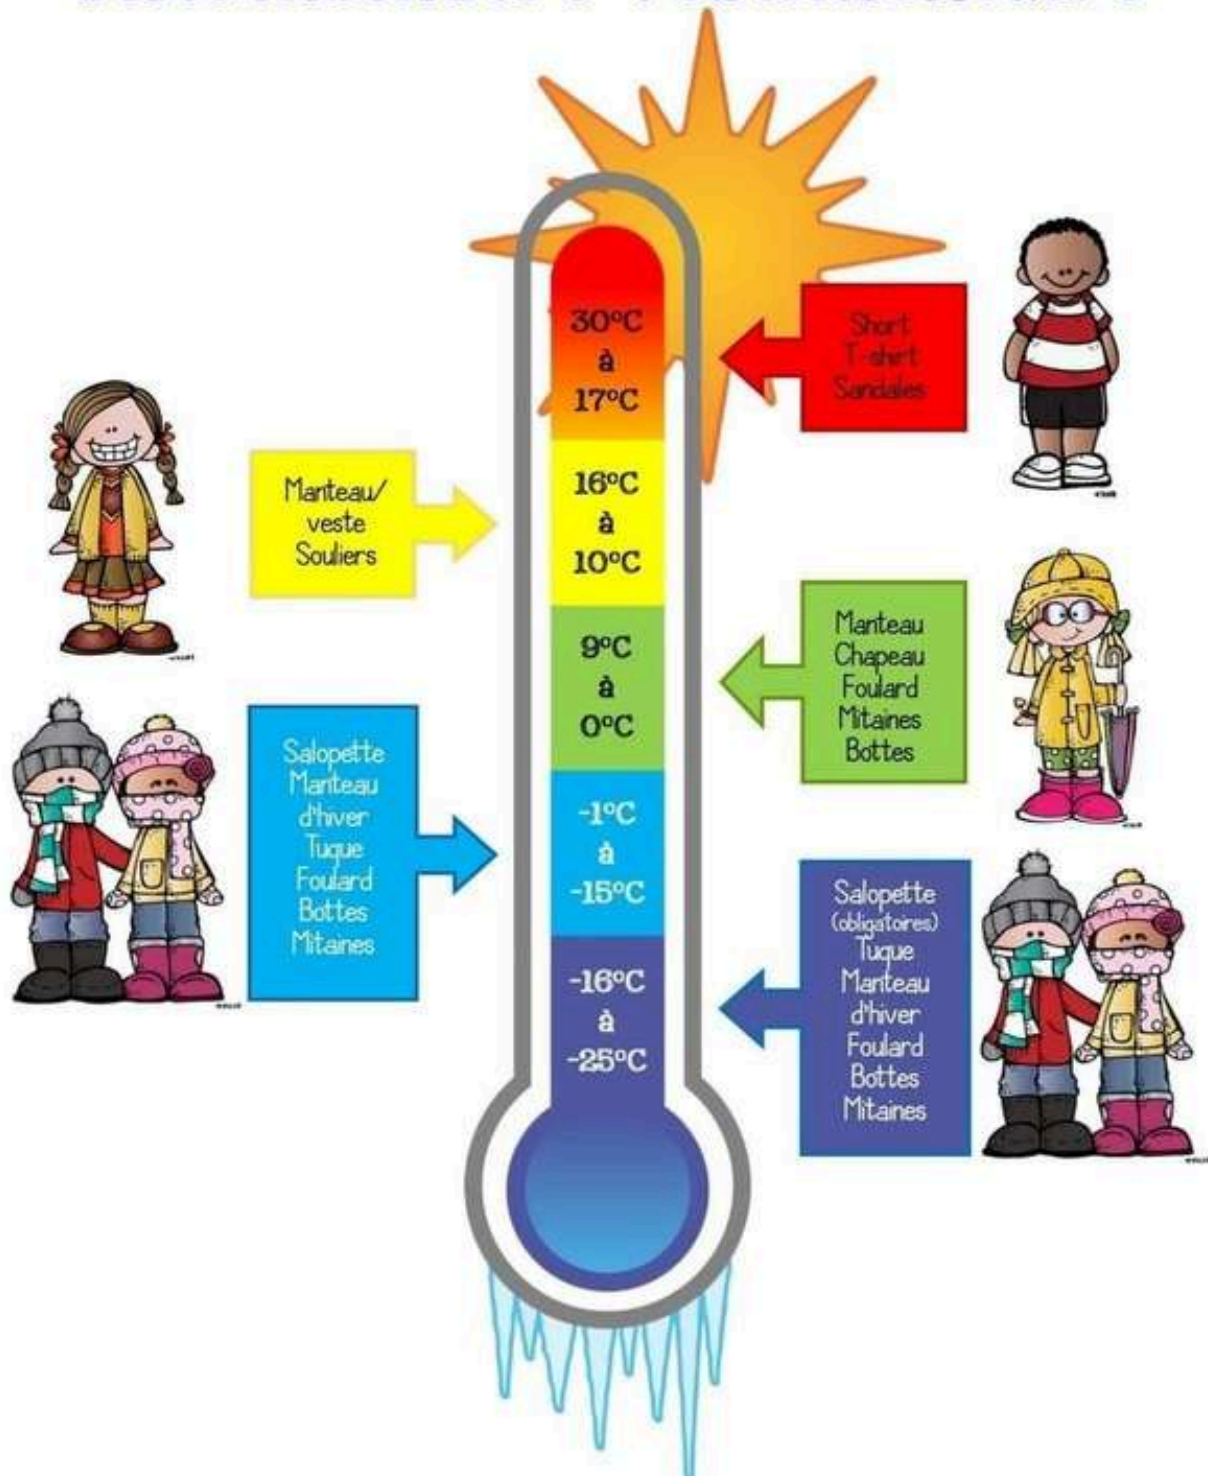 30°C
à
17°C
Short
T-shirt
Sandales
Manteau/
veste
Souliers
16°C
à
10°C
9°C
à
0°C
Manteau
Chapeau
Foulard
Mitaines
Bottes
Salopette
Manteau
d'hiver
Tuque
Foulard
Bottes
Mitaines
-1°C
à
-15°C
-16°C
à
-25°C
Salopette
(obligatoires)
Tuque
Manteau
d'hiver
Foulard
Bottes
Mitaines